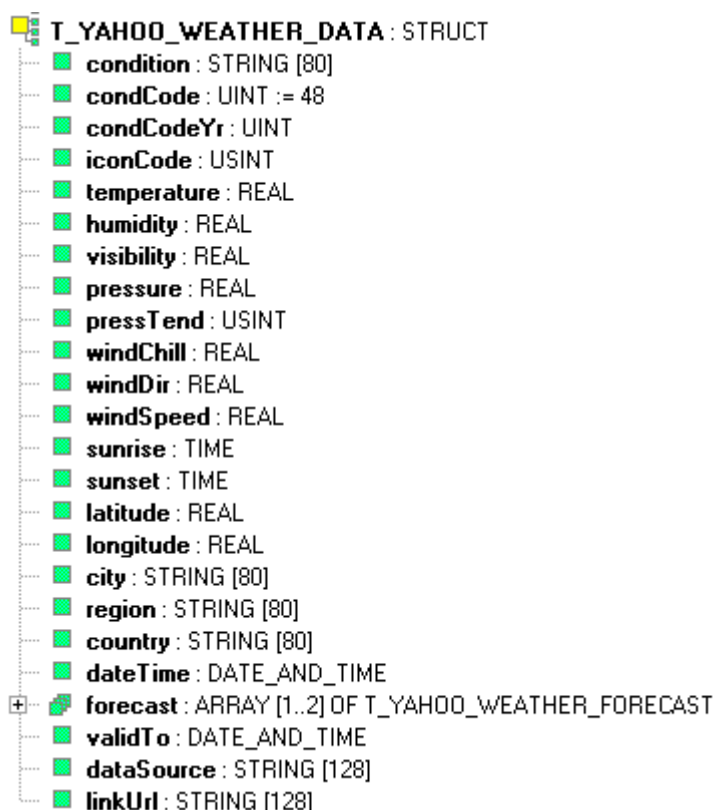 T_YAHOO_WEATHER_DATA : STRUCT
condition : STRING [80]
condCode : UINT := 48
condCodeYr : UINT
iconCode : USINT
temperature : REAL
humidity : REAL
visibility : REAL
pressure : REAL
pressTend : USINT
windChill : REAL
windDir : REAL
windSpeed : REAL
sunrise : TIME
sunset : TIME
latitude : REAL
longitude : REAL
city : STRING [80]
region : STRING [80]
country : STRING [80]
dateTime : DATE_AND_TIME
forecast : ARRAY [1..2] OF T_YAHOO_WEATHER_FORECAST
validTo : DATE_AND_TIME
dataSource : STRING [128]
linkUrl : STRING [128]